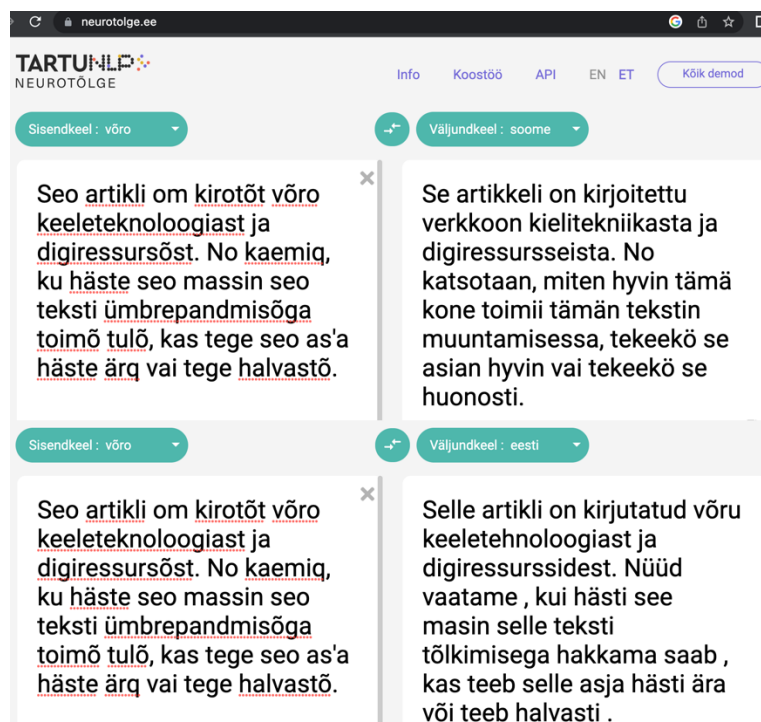 neurotolge.ee
TARTUNLP
NEUROTÕLGE
Info Koostöö API EN ET Kõik demod
Sisendkeel : võro
Väljundkeel : soome
Seo artikli om kirotõt võro
keeleteknoloogiast ja
digiressursõst. No kaemiq,
ku häste seo massin seo
teksti ümbrepandmisõga
toimõ tulõ, kas tege seo as'a
häste ärq vai tege halvastõ.
Se artikkeli on kirjoitettu
verkkoon kielitekniikasta ja
digiressursseista. No
katsotaan, miten hyvin tämä
kone toimii tämän tekstin
muuntamisessa, tekeekö se
asian hyvin vai tekeekö se
huonosti.
Sisendkeel : võro
Väljundkeel : eesti
Seo artikli om kirotõt võro
keeleteknoloogiast ja
digiressursõst. No kaemiq,
ku häste seo massin seo
teksti ümbrepandmisõga
toimõ tulõ, kas tege seo as'a
häste ärq vai tege halvastõ.
Selle artikli on kirjutatud võru
keeletehnoloogiast ja
digiressurssidest. Nüüd
vaatame , kui hästi see
masin selle teksti
tõlkimisega hakkama saab ,
kas teeb selle asja hästi ära
või teeb halvasti .